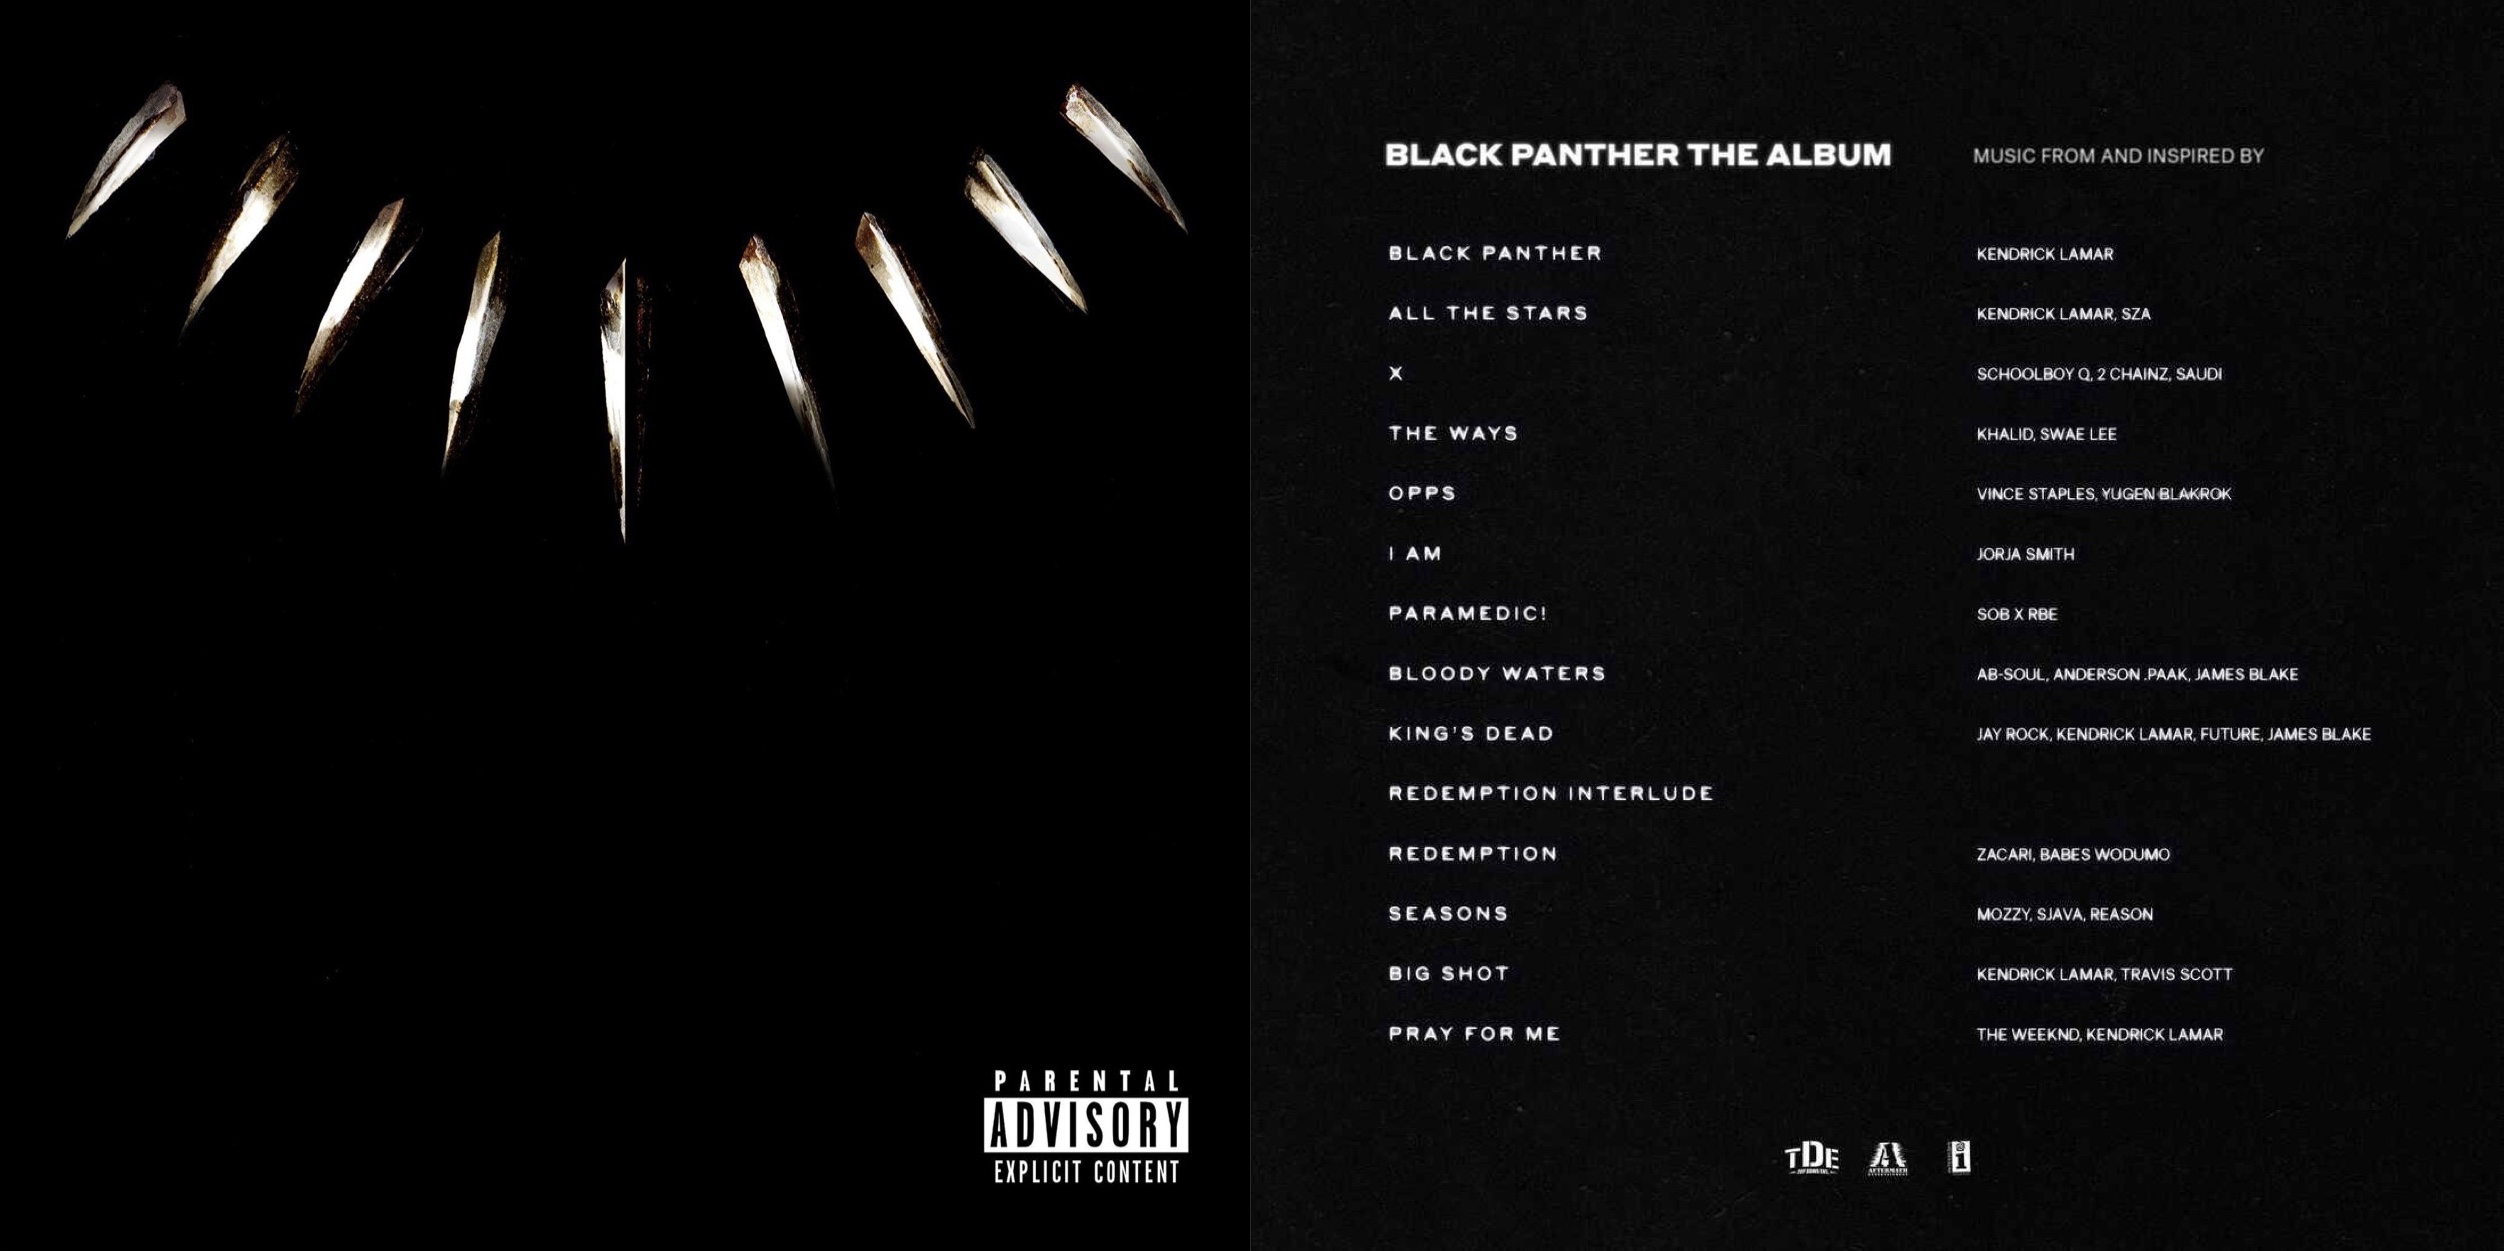 PARENTAL
ADVISORY
EXPLICIT CONTENT
BLACK PANTHER THE ALBUM MUSIC FROM AND INSPIRED BY
BLACK PANTHER KENDRICK LAMAR
ALL THE STARS KENDRICK LAMAR, SZA
X SCHOOLBOY Q, 2 CHAINZ, SAUDI
THE WAYS KHALID, SWAE LEE
OPPS VINCE STAPLES, YUGEN BLAKROK
I AM JORJA SMITH
PARAMEDIC! SOB X RBE
BLOODY WATERS AB-SOUL, ANDERSON .PAAK, JAMES BLAKE
KING'S DEAD JAY ROCK, KENDRICK LAMAR, FUTURE, JAMES BLAKE
REDEMPTION INTERLUDE
REDEMPTION ZACARI, BABES WODUMO
SEASONS MOZZY, SJAVA, REASON
BIG SHOT KENDRICK LAMAR, TRAVIS SCOTT
PRAY FOR ME THE WEEKND, KENDRICK LAMAR
TDE A i
AFTERMATH